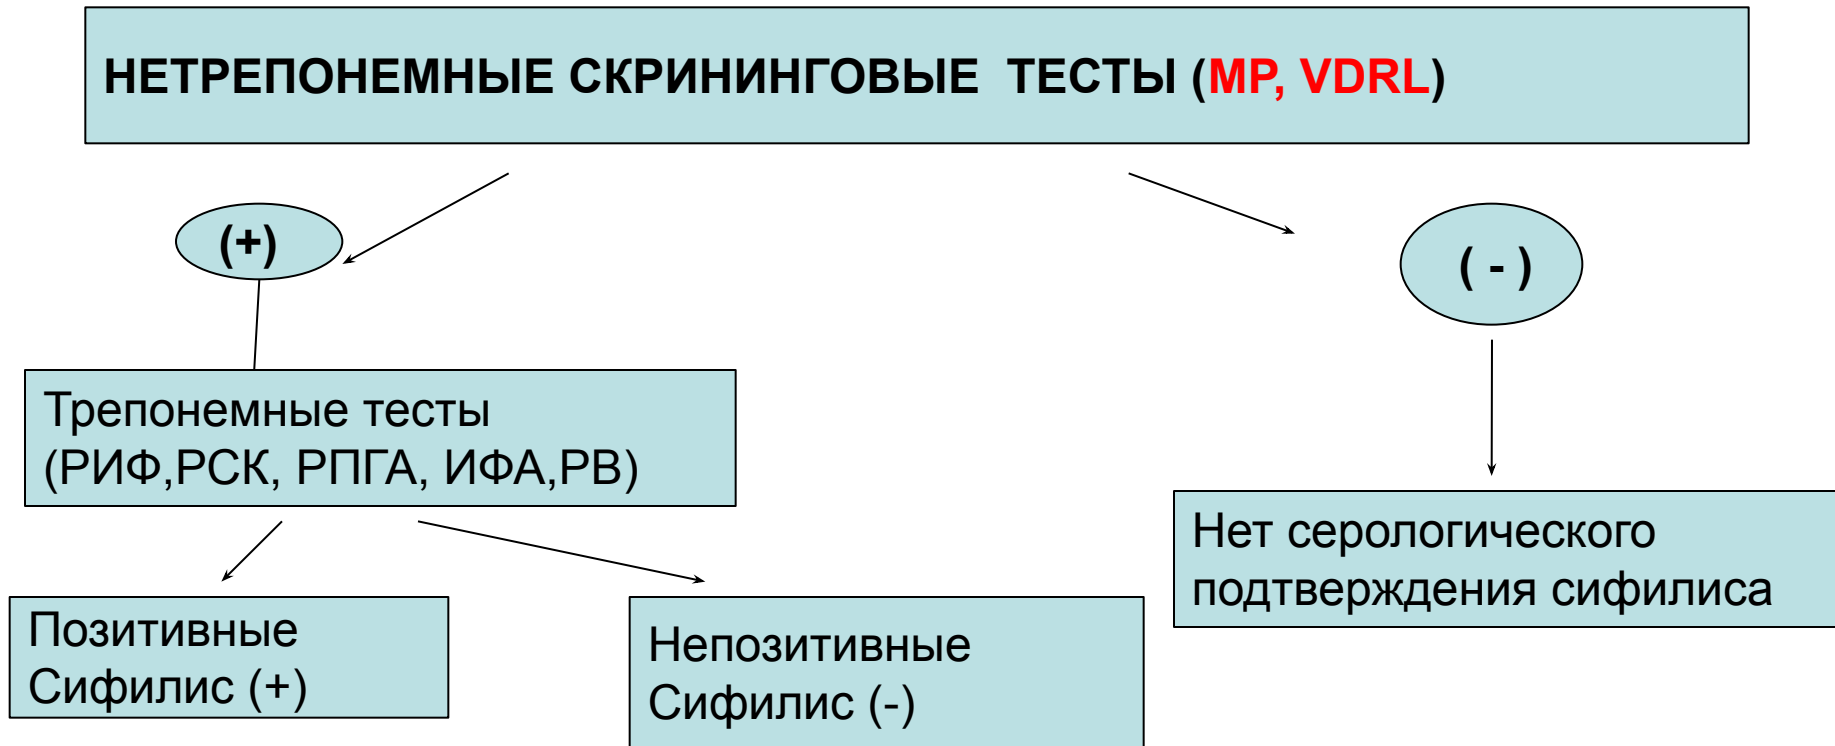 НЕТРЕПОНЕМНЫЕ СКРИНИНГОВЫЕ ТЕСТЫ (МР, VDRL)
(+)
( - )
Трепонемные тесты
(РИФ,РСК, РПГА, ИФА,РВ)
Нет серологического
подтверждения сифилиса
Позитивные
Сифилис (+)
Непозитивные
Сифилис (-)